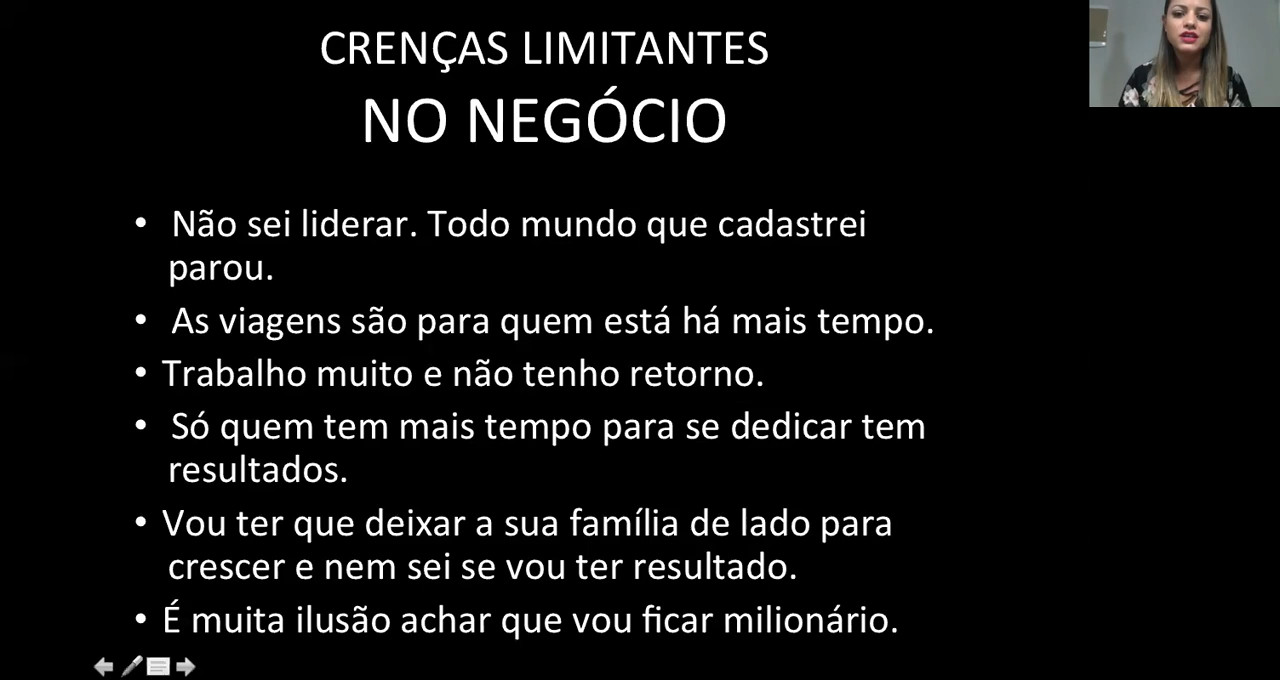 CRENÇAS LIMITANTES
NO NEGÓCIO
• Não sei liderar. Todo mundo que cadastrei
parou.
• As viagens são para quem está há mais tempo.
• Trabalho muito e não tenho retorno.
• Só quem tem mais tempo para se dedicar tem
resultados.
• Vou ter que deixar a sua família de lado para
crescer e nem sei se vou ter resultado.
• É muita ilusão achar que vou ficar milionário.